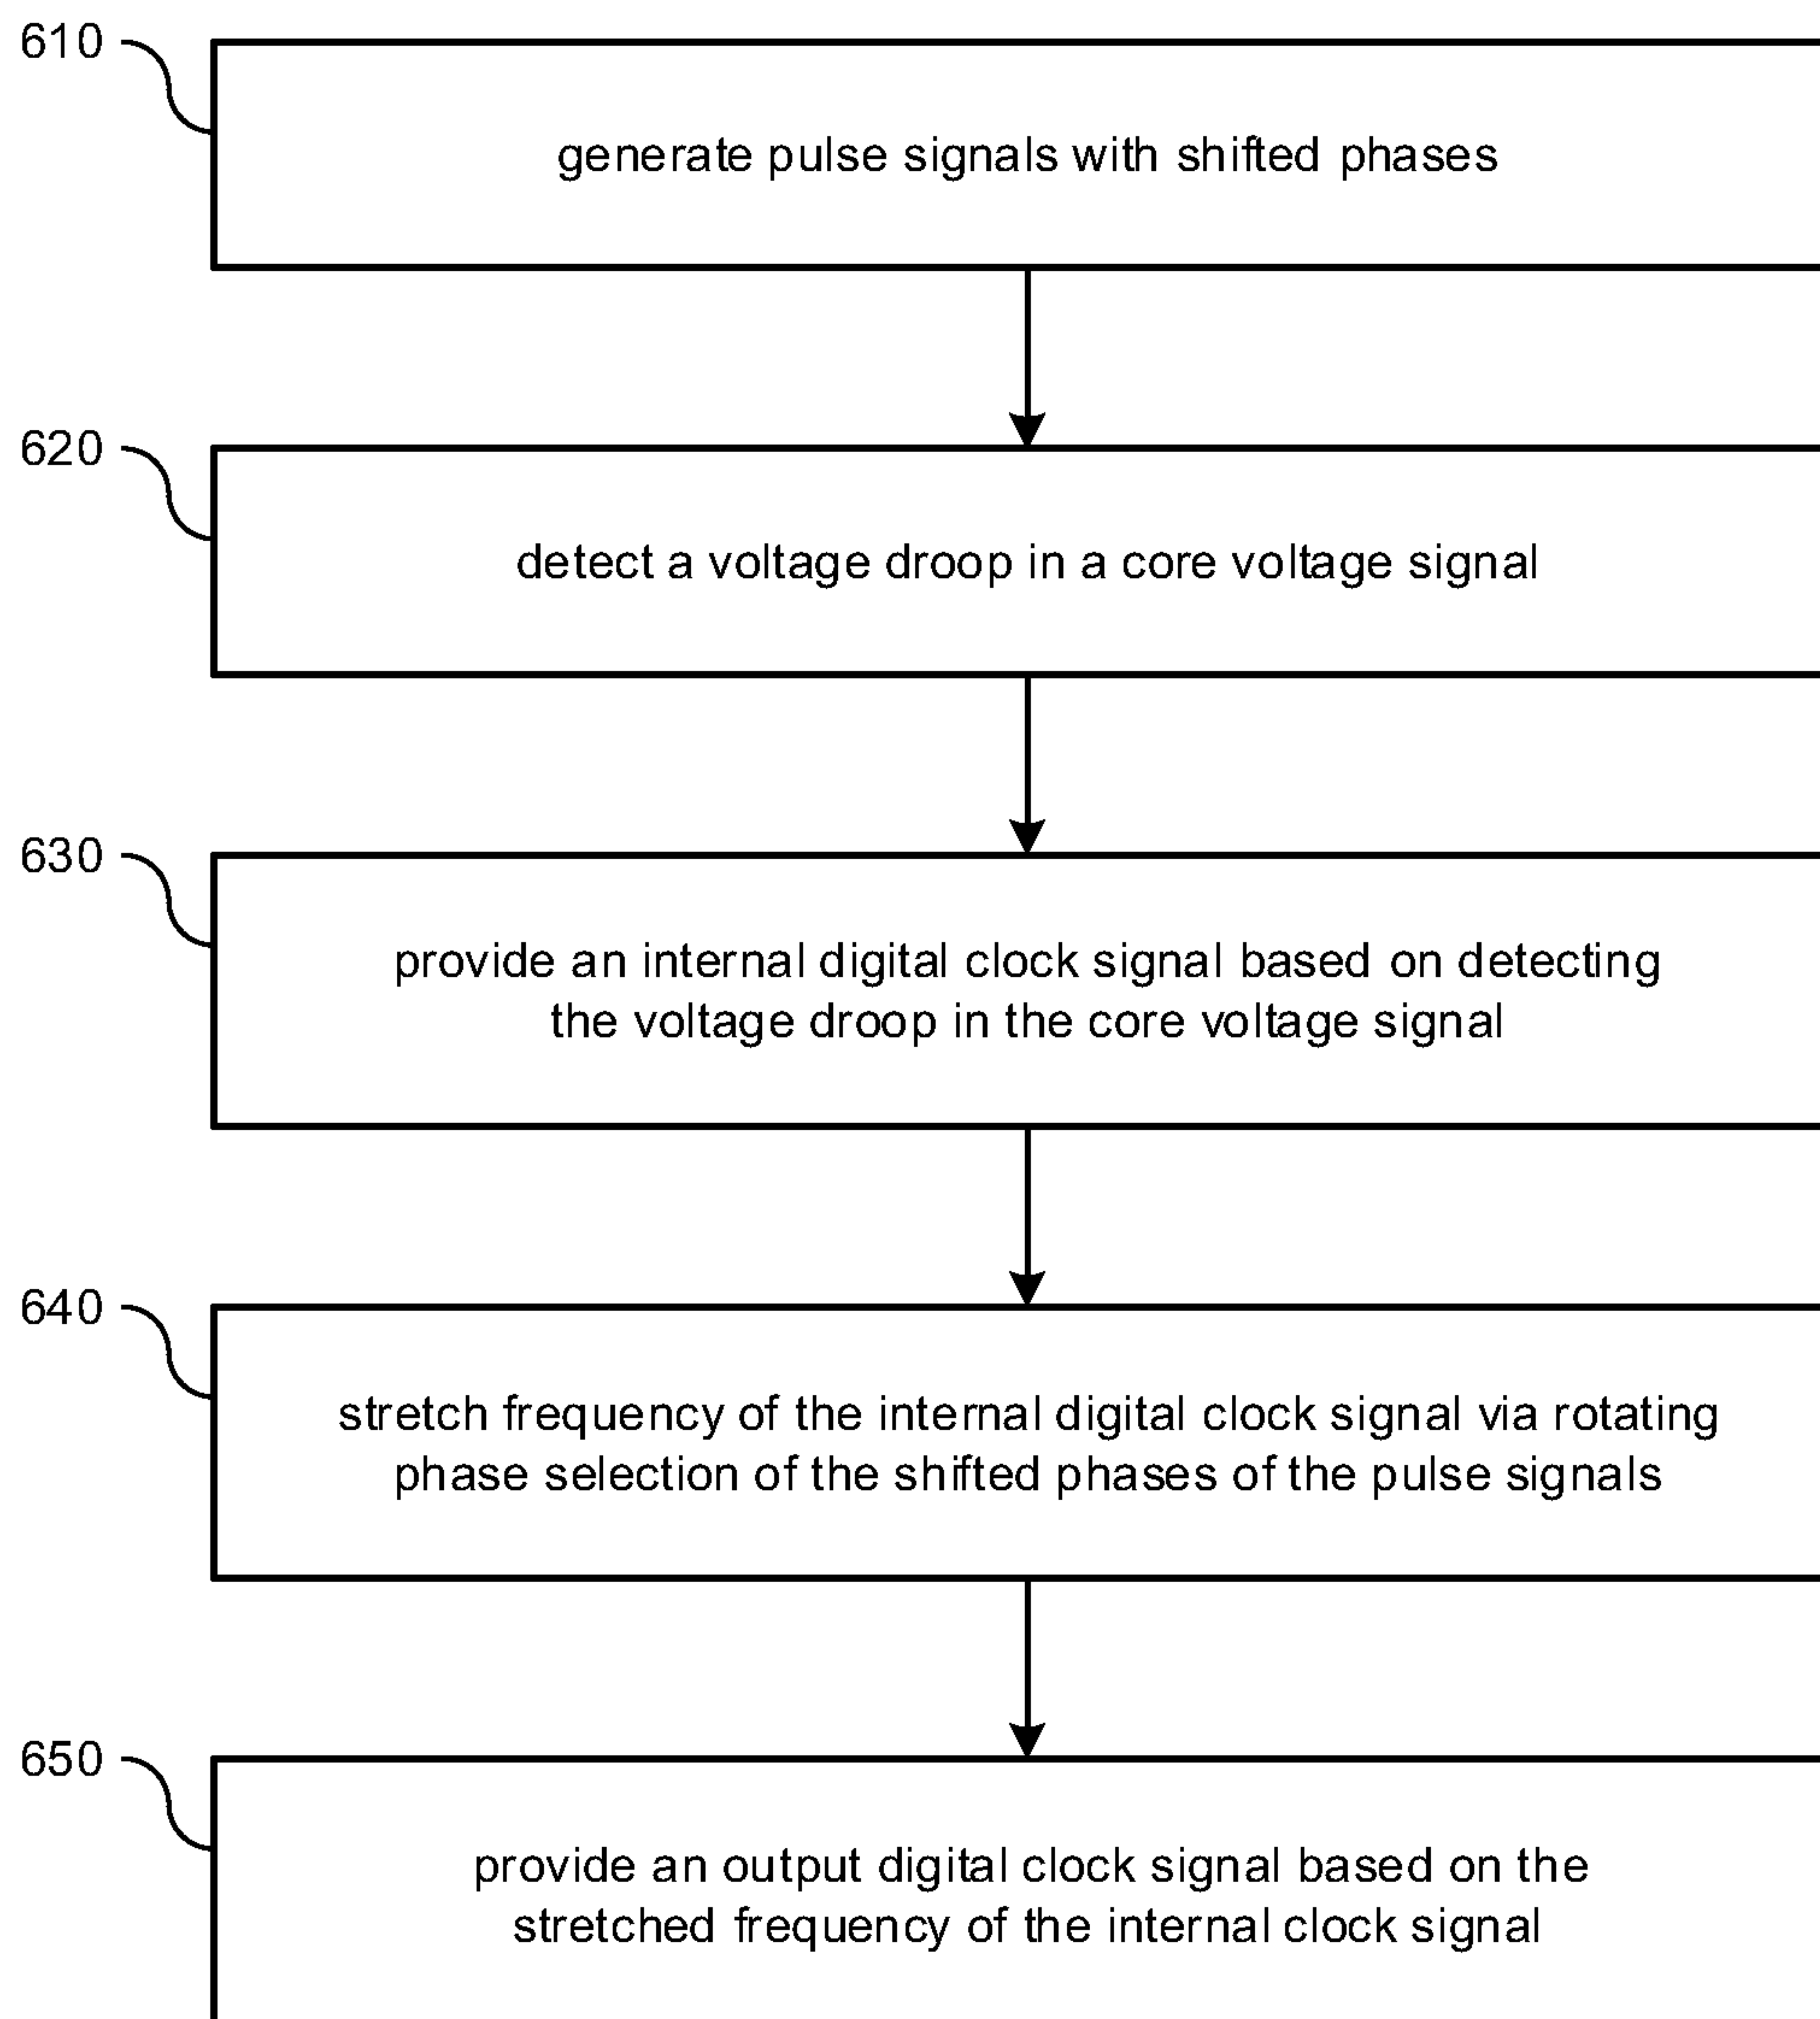 610
generate pulse signals with shifted phases
620
detect a voltage droop in a core voltage signal
630
provide an internal digital clock signal based on detecting
the voltage droop in the core voltage signal
640
stretch frequency of the internal digital clock signal via rotating
phase selection of the shifted phases of the pulse signals
650
provide an output digital clock signal based on the
stretched frequency of the internal clock signal